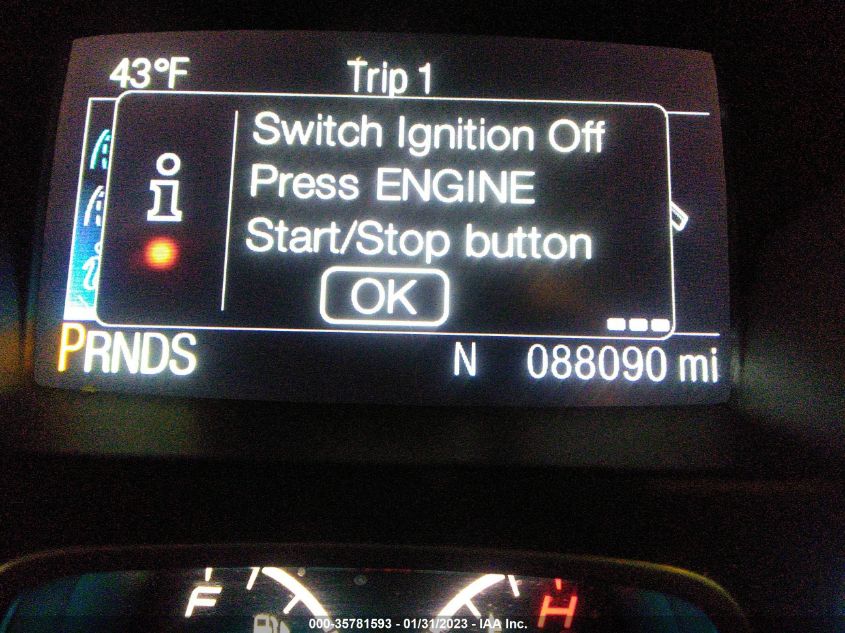 43°F Trip 1
Switch Ignition Off
Press ENGINE
Start/Stop button
OK
PRNDS N 088090 mi
F H
000-35781593 - 01/31/2023 - IAA Inc.